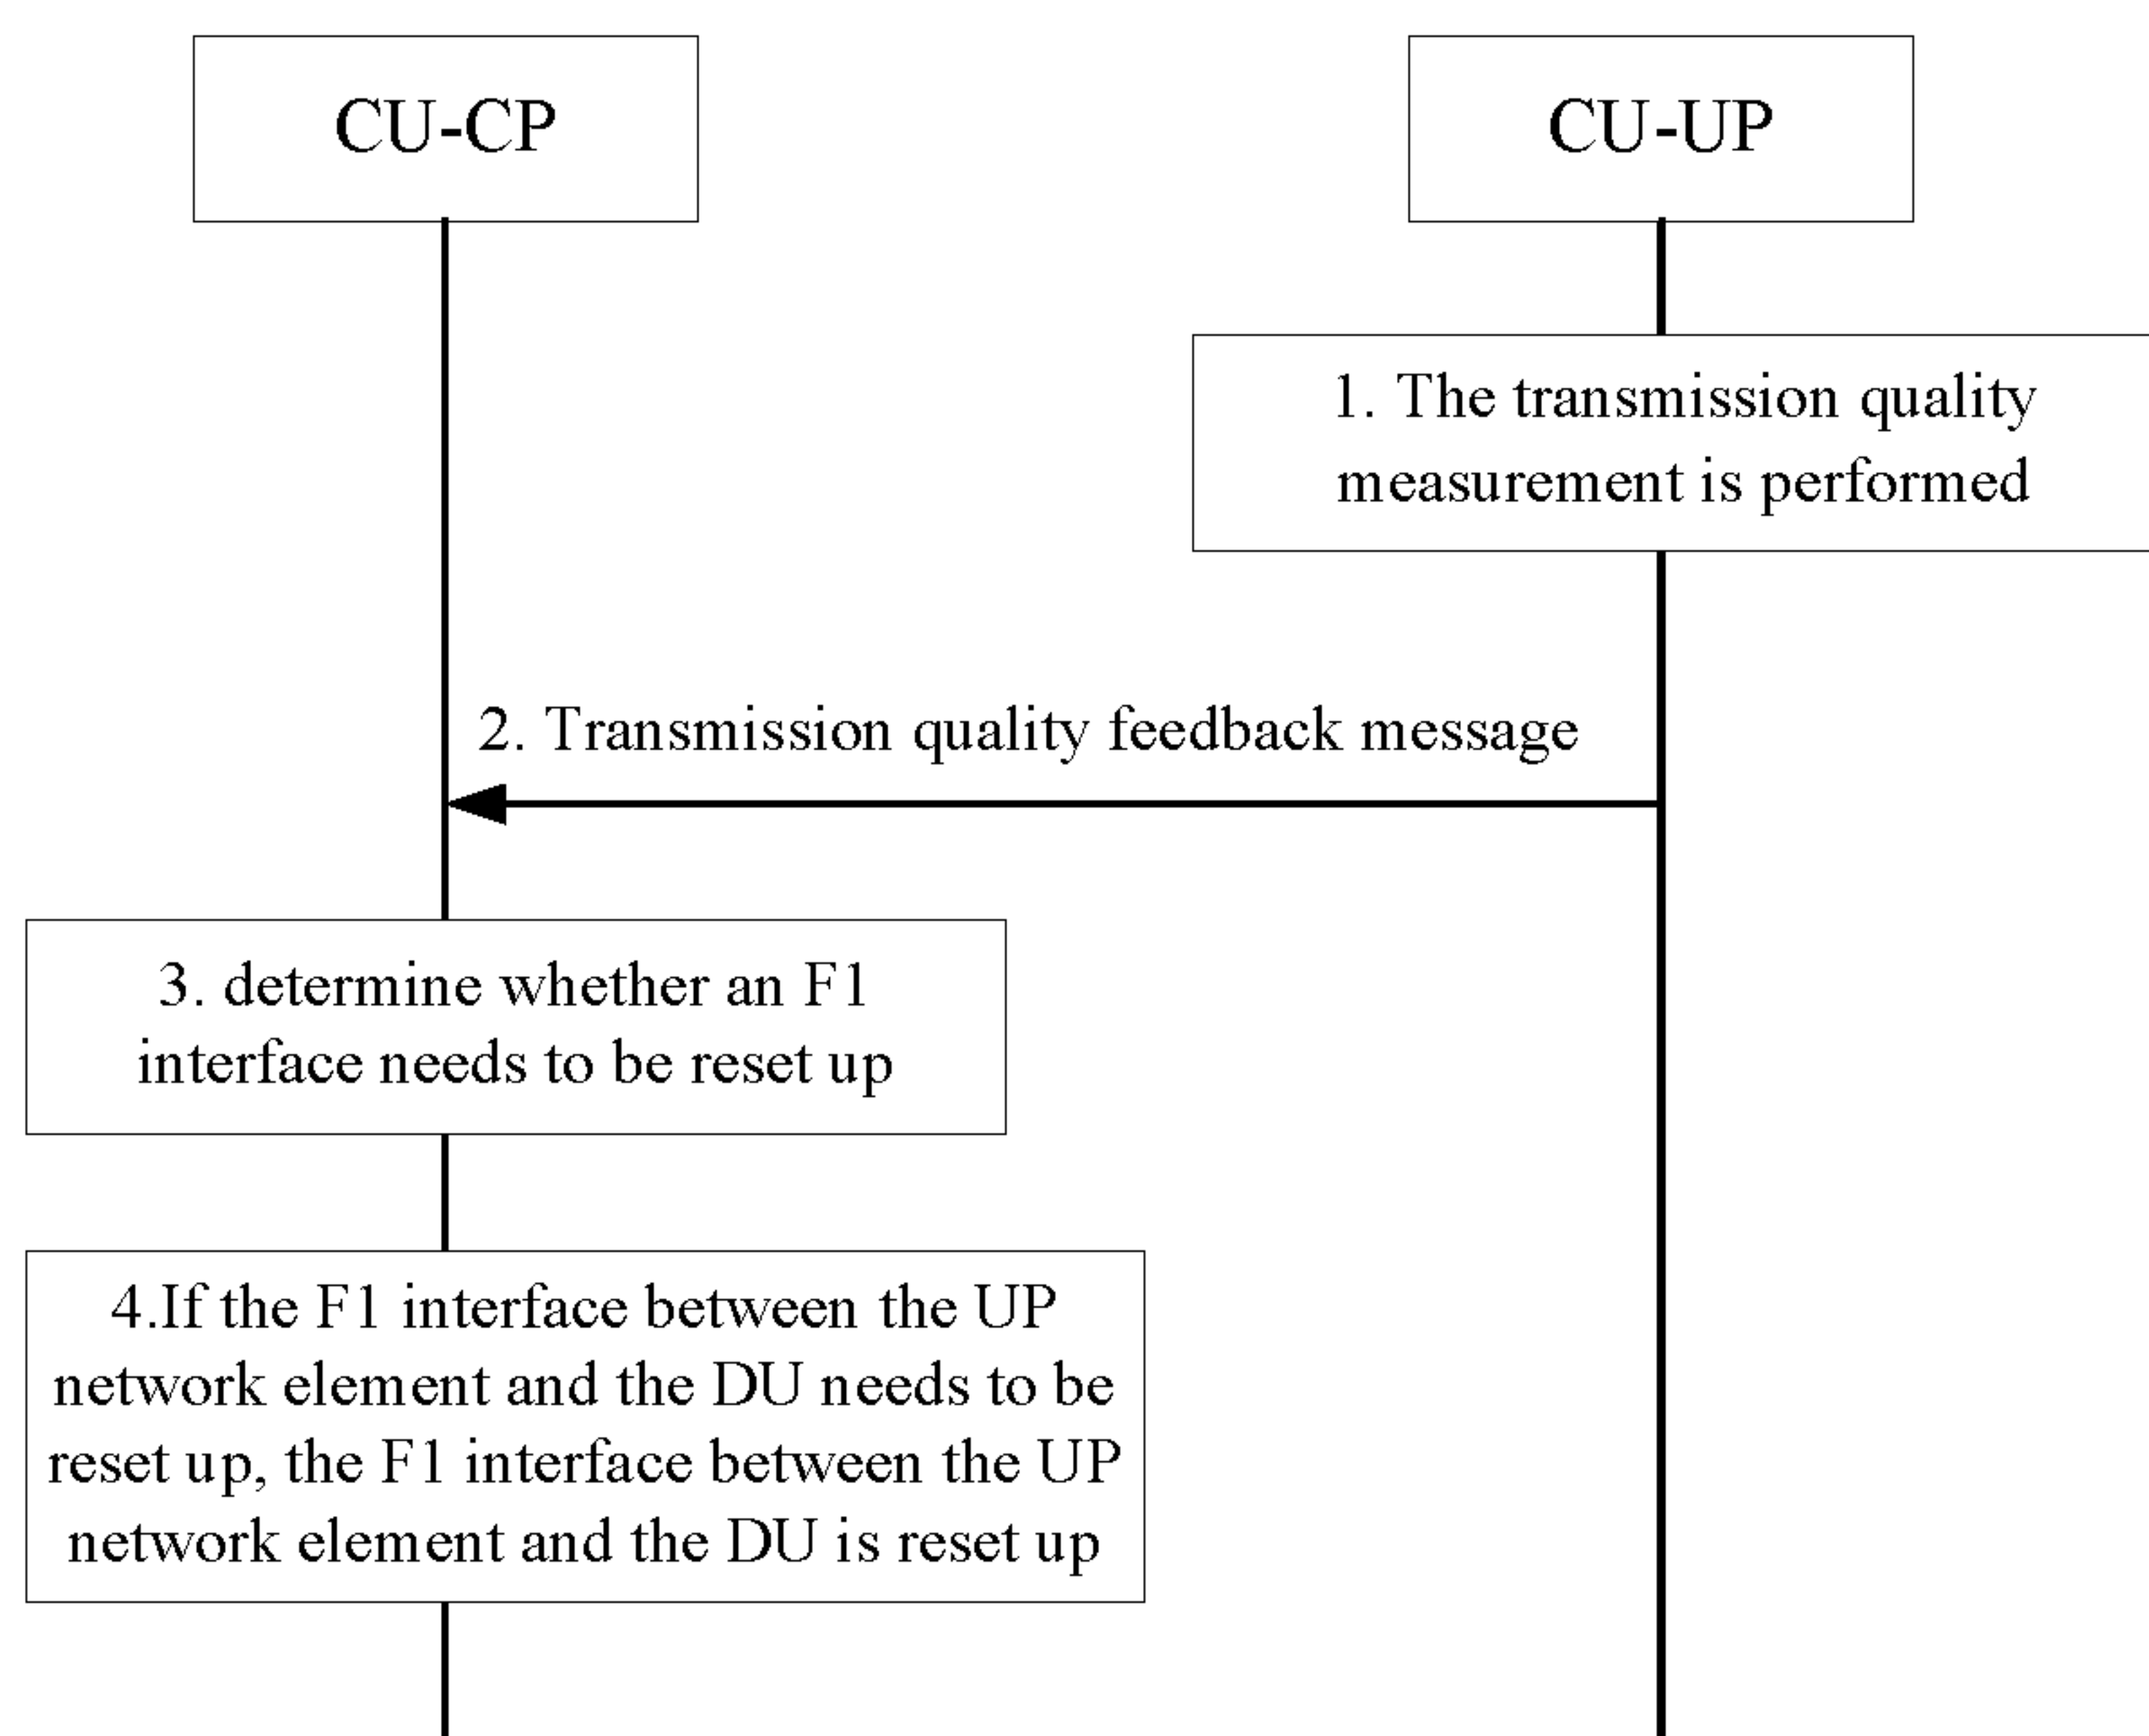 CU-CP
CU-UP
1. The transmission quality
measurement is performed
2. Transmission quality feedback message
3. determine whether an F1
interface needs to be reset up
4.If the F1 interface between the UP
network element and the DU needs to be
reset up, the F1 interface between the UP
network element and the DU is reset up